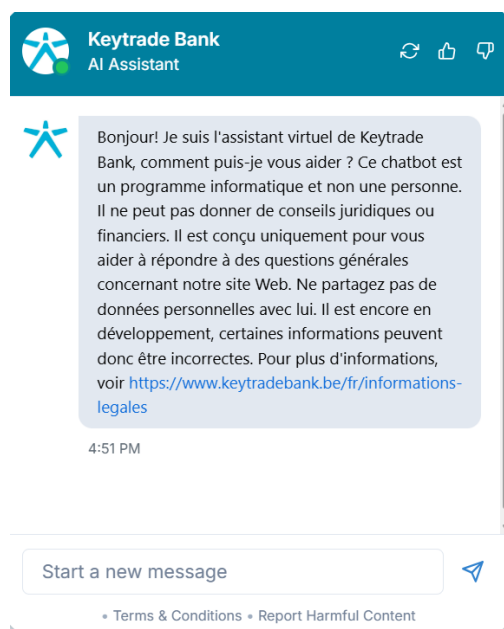 Keytrade Bank
AI Assistant
Bonjour! Je suis l'assistant virtuel de Keytrade
Bank, comment puis-je vous aider ? Ce chatbot est
un programme informatique et non une personne.
Il ne peut pas donner de conseils juridiques ou
financiers. Il est conçu uniquement pour vous
aider à répondre à des questions générales
concernant notre site Web. Ne partagez pas de
données personnelles avec lui. Il est encore en
développement, certaines informations peuvent
donc être incorrectes. Pour plus d'informations,
voir https://www.keytradebank.be/fr/informations-
legales
4:51 PM
Start a new message
• Terms & Conditions • Report Harmful Content